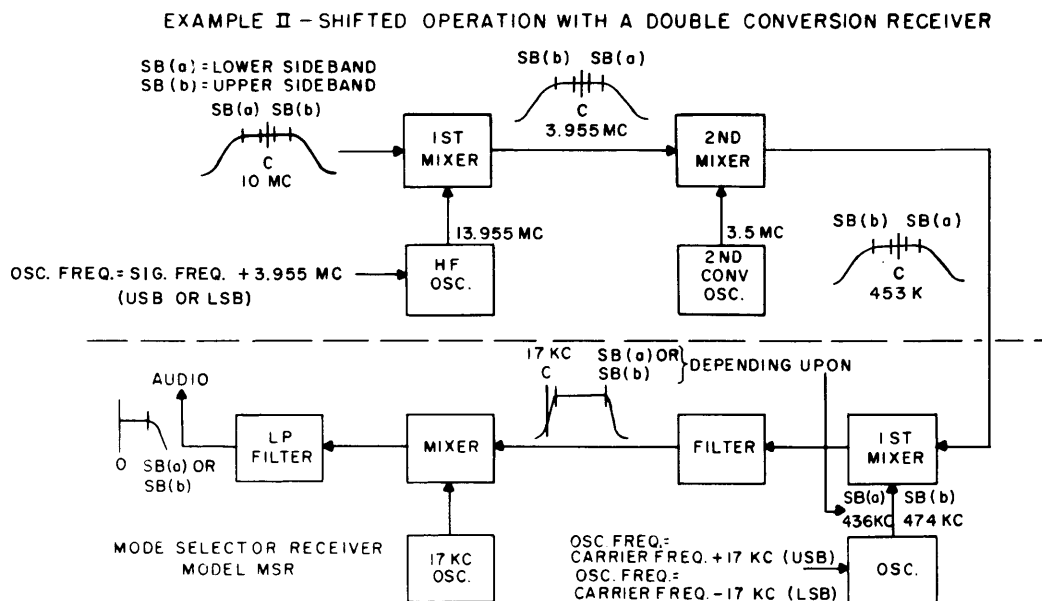 EXAMPLE II - SHIFTED OPERATION WITH A DOUBLE CONVERSION RECEIVER
SB(a)=LOWER SIDEBAND
SB(b)=UPPER SIDEBAND
SB(a) SB(b)
C
10 MC
1ST
MIXER
SB(b) SB(a)
C
3.955 MC
2ND
MIXER
13.955 MC
3.5 MC
OSC. FREQ.= SIG. FREQ. + 3.955 MC
(USB OR LSB)
HF
OSC.
2ND
CONV
OSC.
SB(b) SB(a)
C
453 K
AUDIO
0
SB(a) OR
SB(b)
LP
FILTER
MIXER
17 KC
C
SB(a) OR
SB(b)
DEPENDING UPON
FILTER
1ST
MIXER
SB(a) SB(b)
436KC 474 KC
MODE SELECTOR RECEIVER
MODEL MSR
17 KC
OSC.
OSC FREQ.=
CARRIER FREQ.+17 KC (USB)
OSC. FREQ.=
CARRIER FREQ.-17 KC (LSB)
OSC.